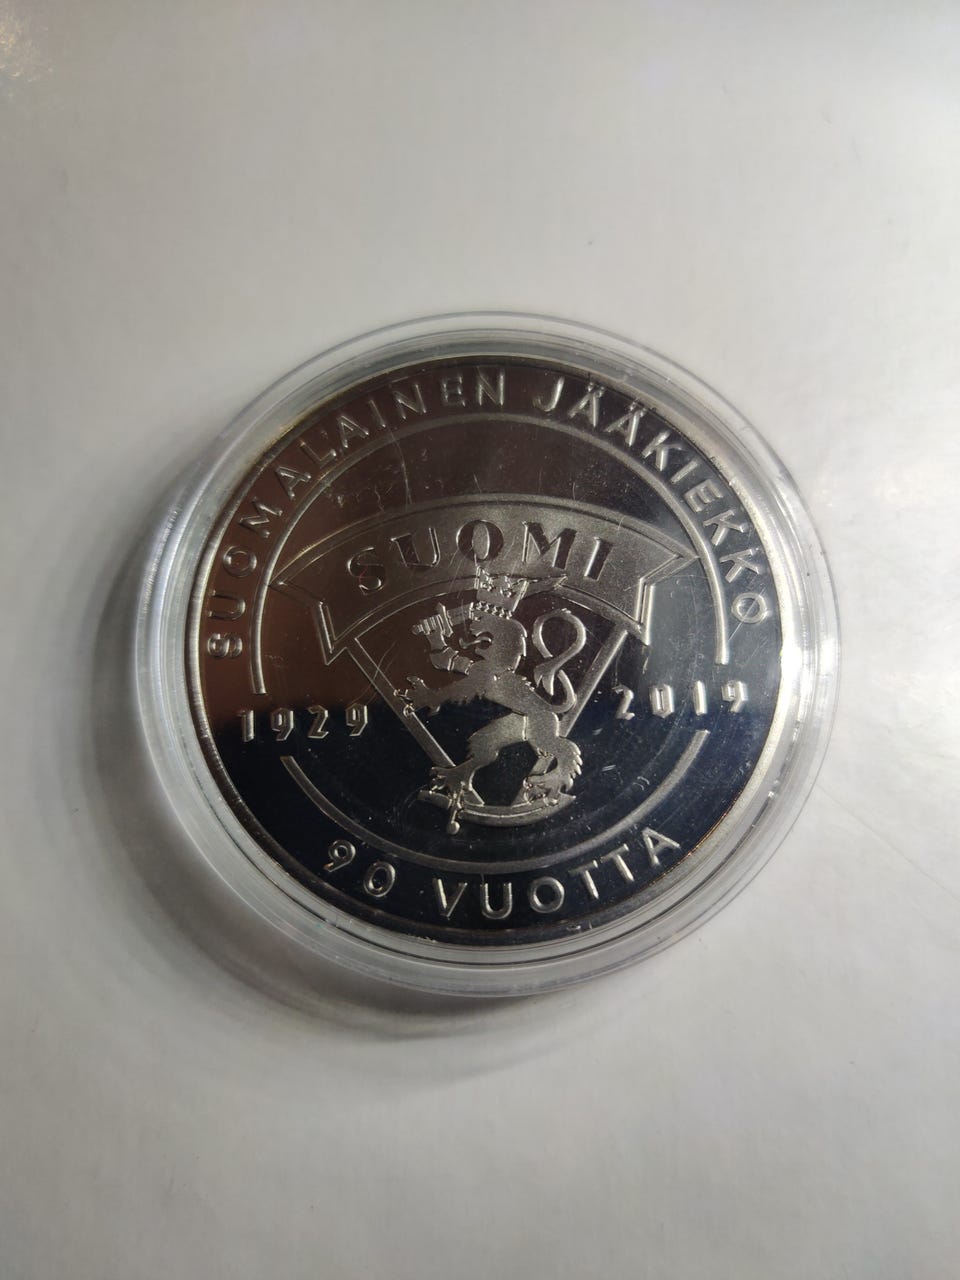 SUOMALAINEN JÄÄKIEKKO
SUOMI
1929 2019
90 VUOTTA